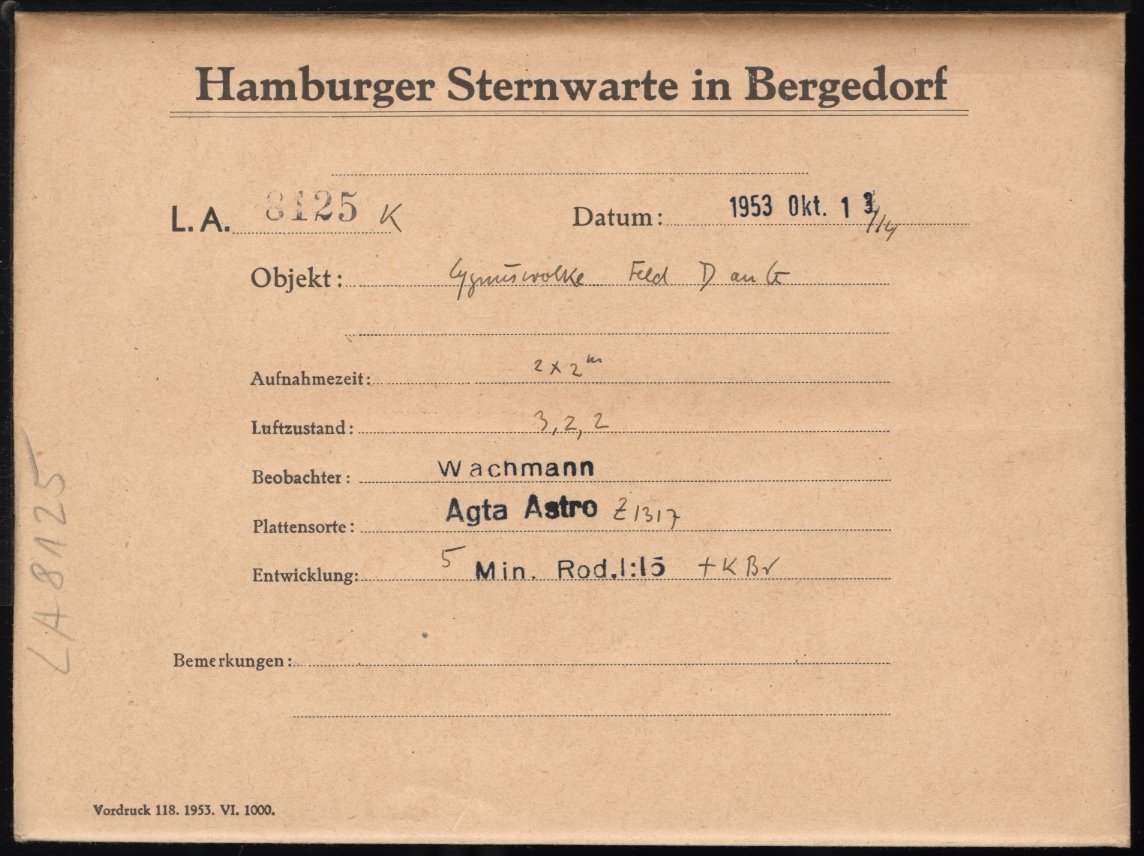 Hamburger Sternwarte in Bergedorf
L.A. 8125 K Datum: 1953 Okt. 13/14
Objekt: Cygnuswolke Feld D an G
Aufnahmezeit: 2 x 2ᵐ
Luftzustand: 3, 2, 2
Beobachter: Wachmann
Plattensorte: Agfa Astro Z 1317
Entwicklung: 5 Min. Rod. 1:15 + K Br
Bemerkungen:
Vordruck 118. 1953. VI. 1000.
LA 8125